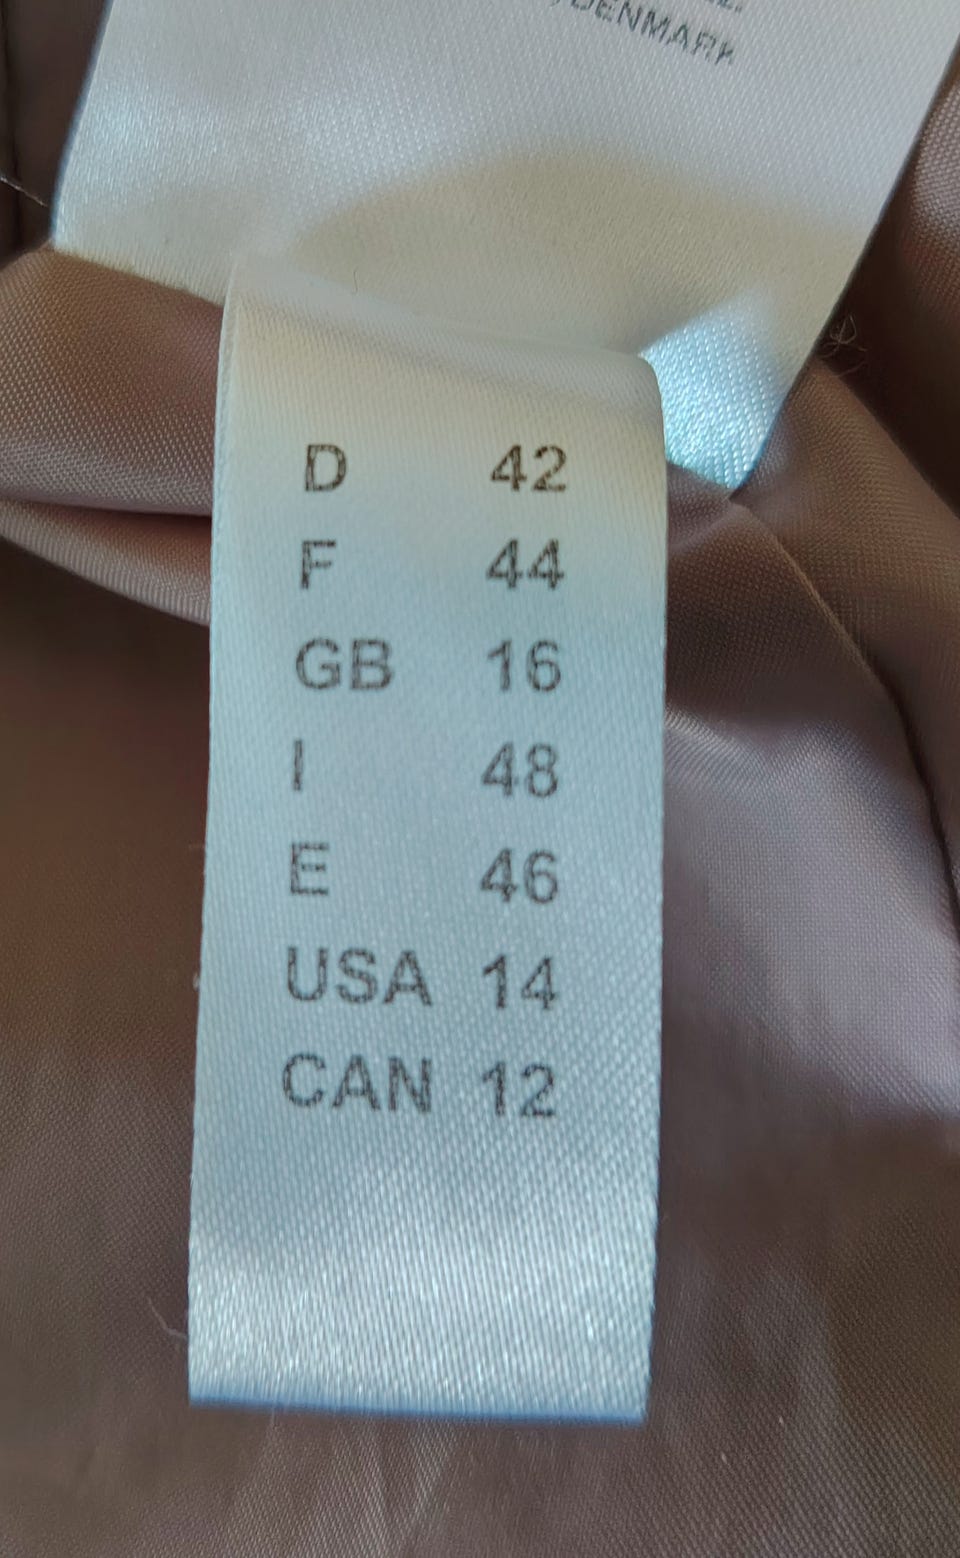 DENMARK
D 42
F 44
GB 16
I 48
E 46
USA 14
CAN 12